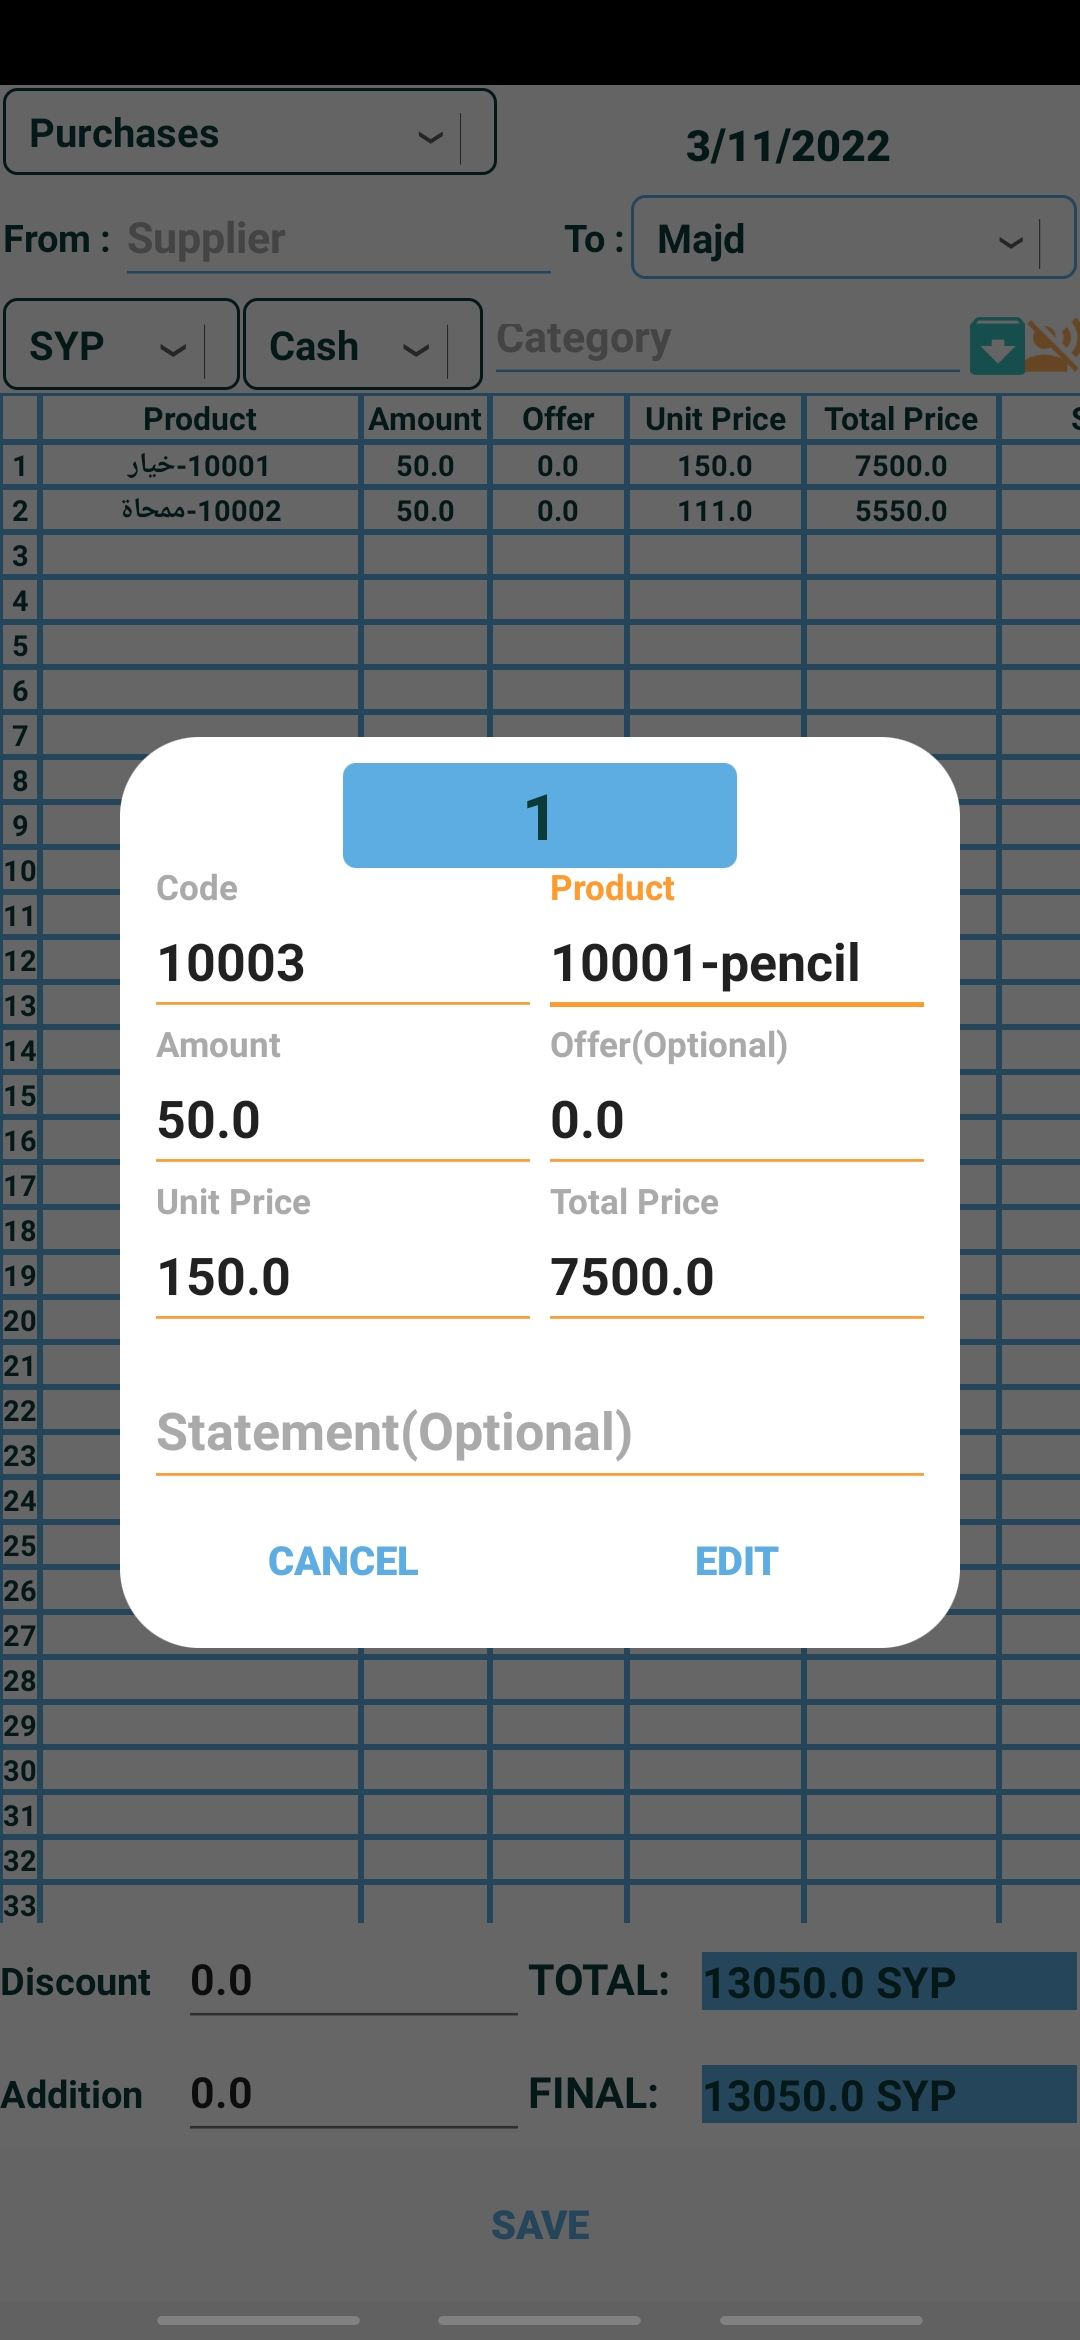 Purchases
3/11/2022
From :
Supplier
To :
Majd
SYP
Cash
Category
Product Amount Offer Unit Price Total Price S
1 10001-خيار 50.0 0.0 150.0 7500.0
2 10002-ممحاة 50.0 0.0 111.0 5550.0
3
4
5
6
7
8
9
10
11
12
13
14
15
16
17
18
19
20
21
22
23
24
25
26
27
28
29
30
31
32
33
1
Code
Product
10003
10001-pencil
Amount
Offer(Optional)
50.0
0.0
Unit Price
Total Price
150.0
7500.0
Statement(Optional)
CANCEL
EDIT
Discount 0.0 TOTAL: 13050.0 SYP
Addition 0.0 FINAL: 13050.0 SYP
SAVE